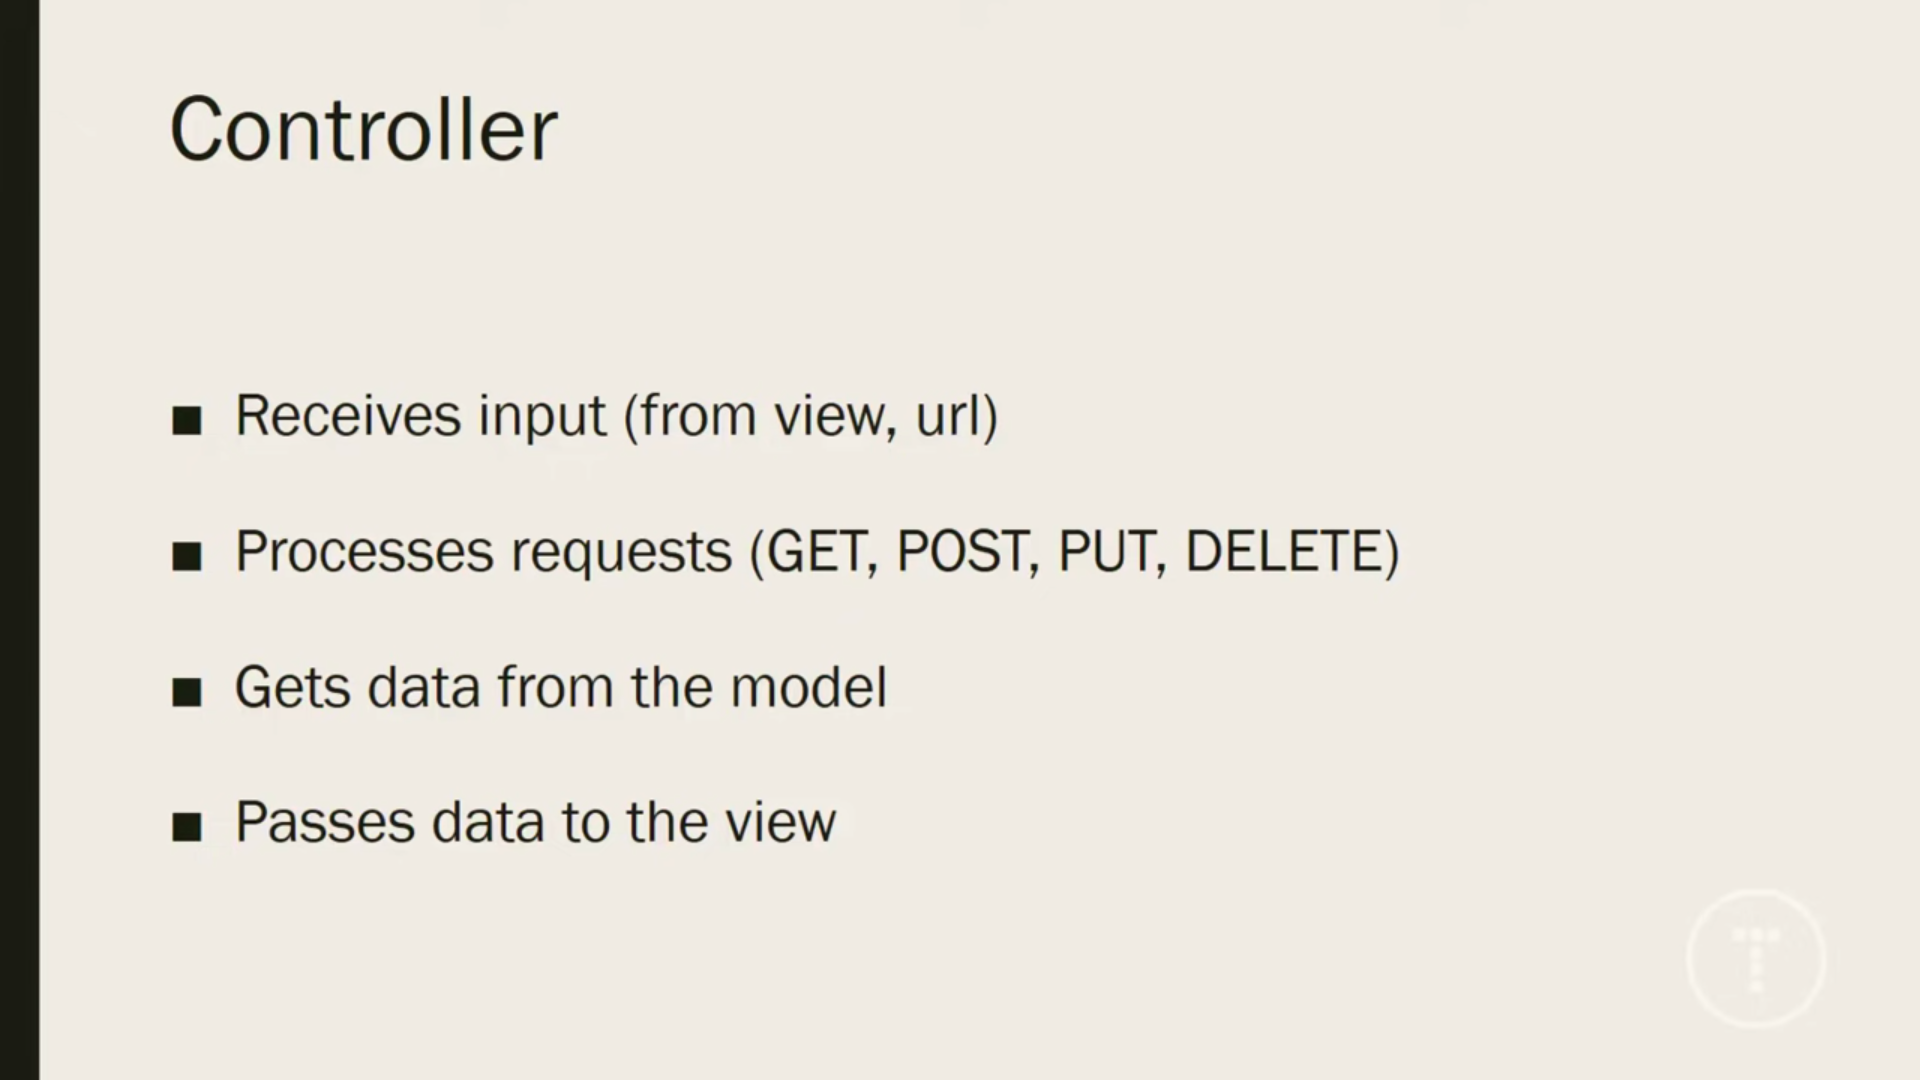 Controller
■ Receives input (from view, url)
■ Processes requests (GET, POST, PUT, DELETE)
■ Gets data from the model
■ Passes data to the view
T